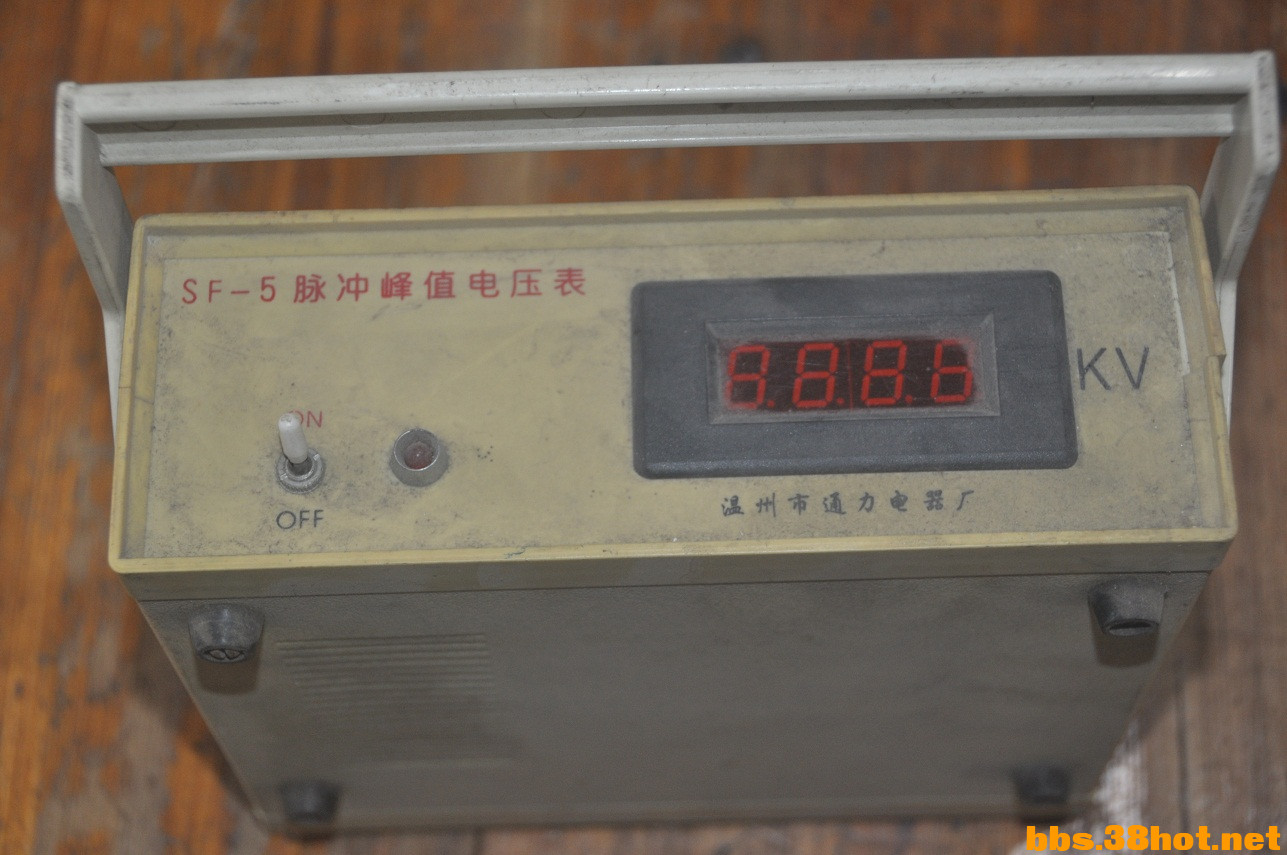 SF-5 脉冲峰值电压表
KV
ON
OFF
温州市通力电器厂
bbs.38hot.net